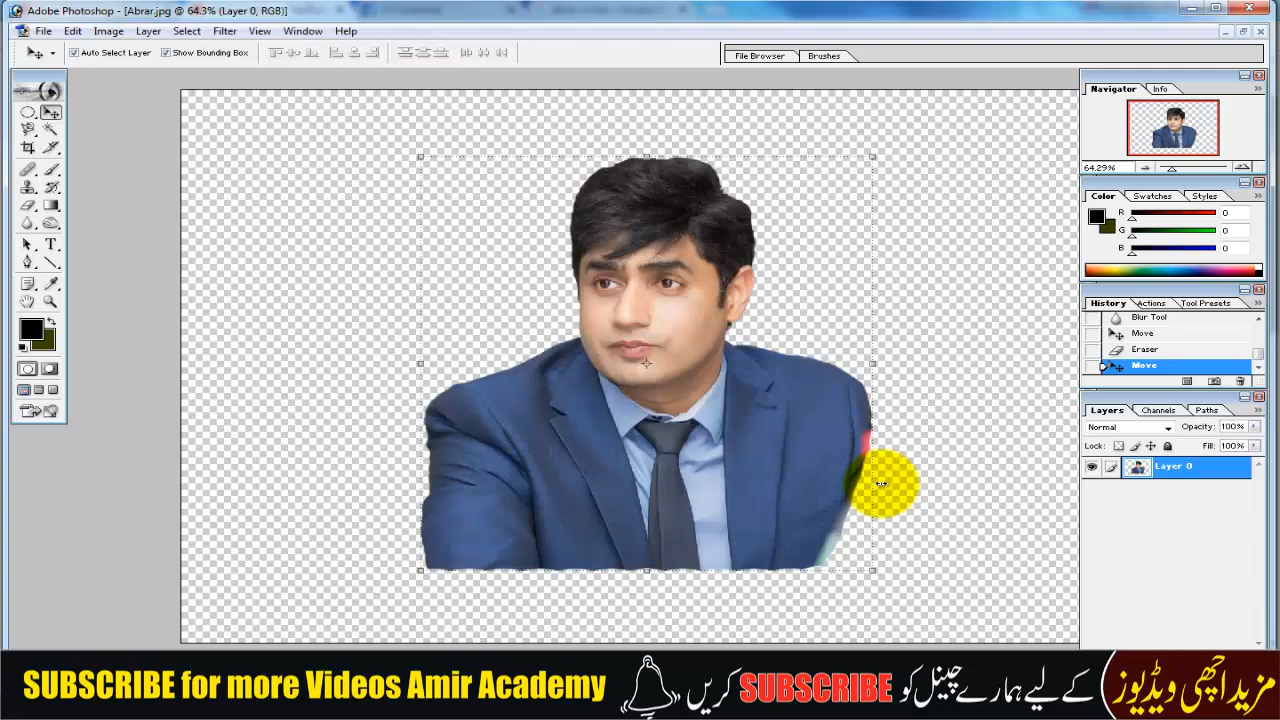 Adobe Photoshop - [Abrar.jpg @ 64.3% (Layer 0, RGB)]
File Edit Image Layer Select Filter View Window Help
Auto Select Layer Show Bounding Box File Browser Brushes
Navigator Info
64.29%
Color Swatches Styles
R 0
G 0
B 0
History Actions Tool Presets
Blur Tool
Move
Eraser
Move
Layers Channels Paths
Normal Opacity: 100%
Lock: Fill: 100%
Layer 0
SUBSCRIBE for more Videos Amir Academy
مزید اچھی ویڈیوز کے لیے ہمارے چینل کو SUBSCRIBE کریں